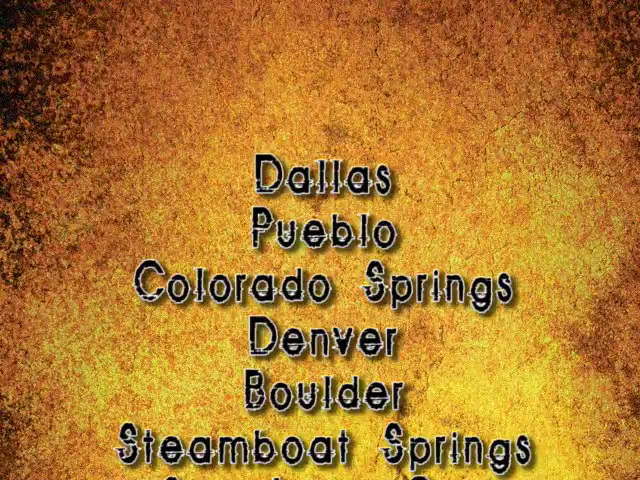 Dallas
Pueblo
Colorado Springs
Denver
Boulder
Steamboat Springs